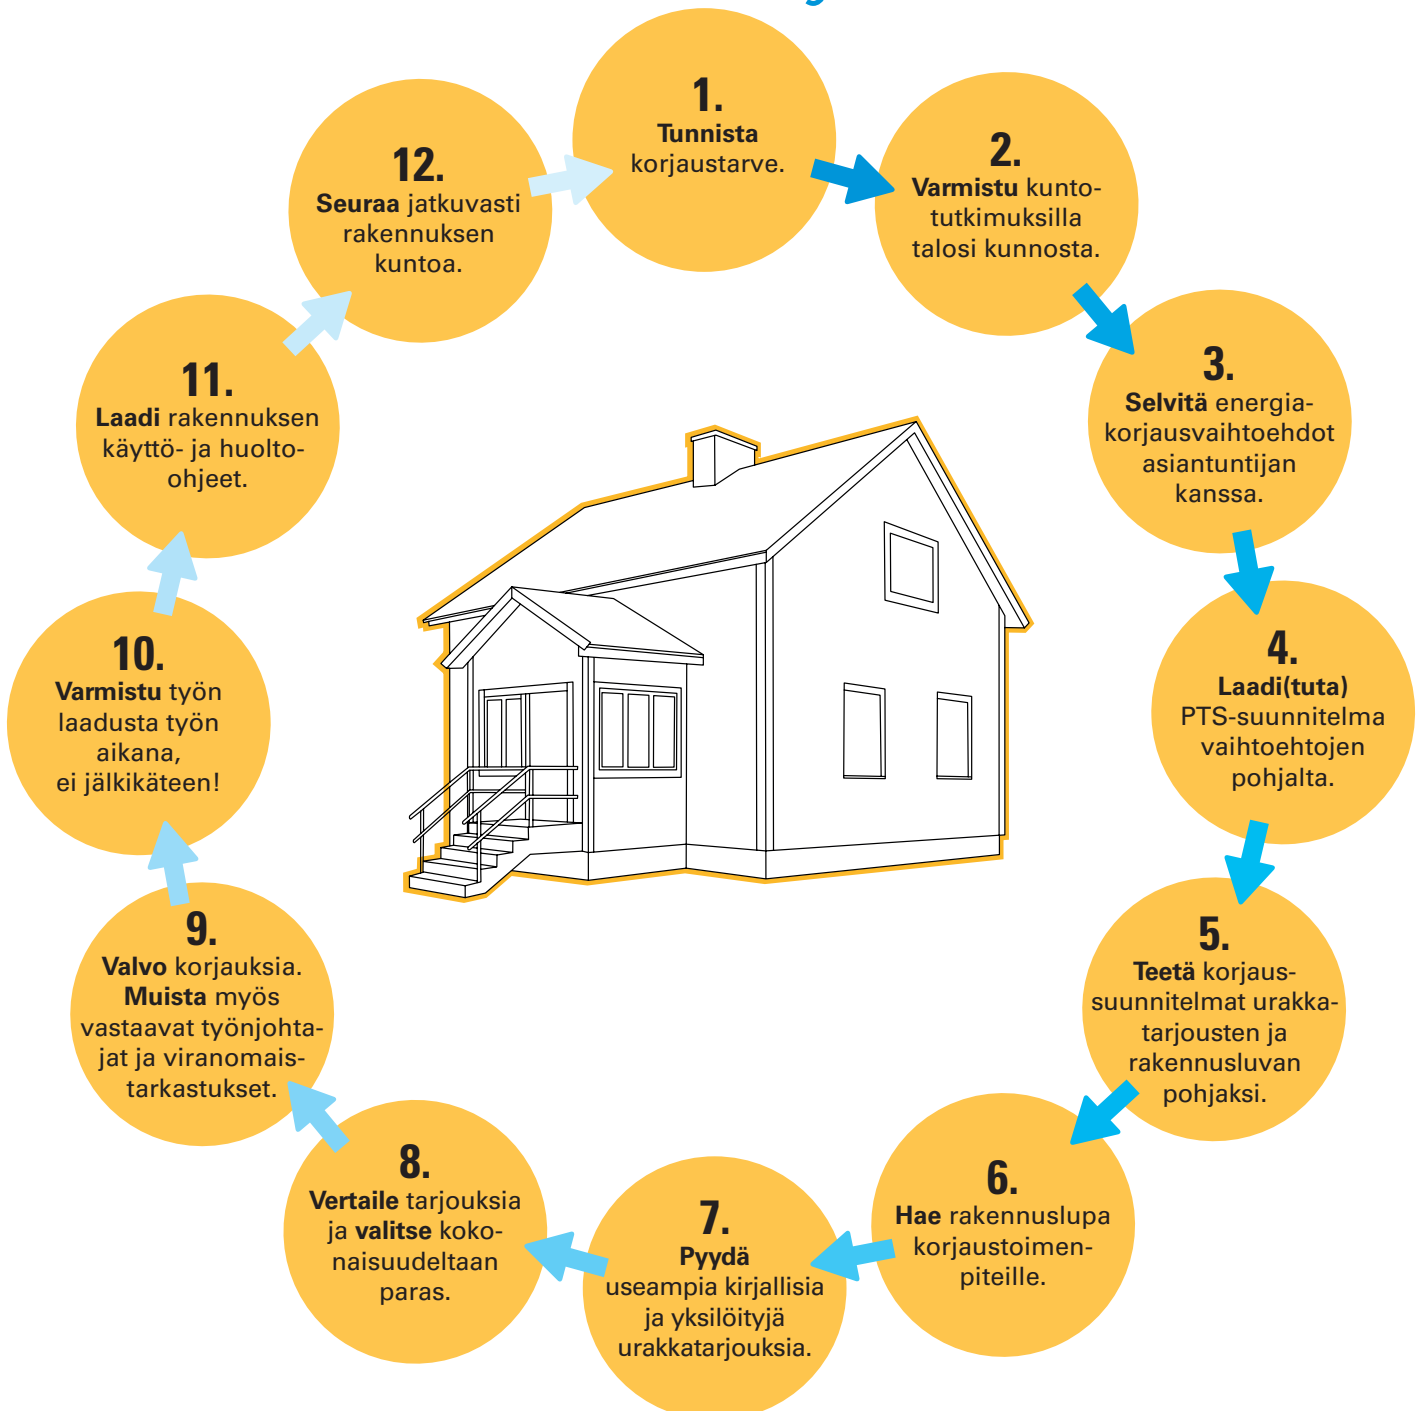 1.
Tunnista
korjaustarve.
2.
Varmistu kunto-
tutkimuksilla
talosi kunnosta.
3.
Selvitä energia-
korjausvaihtoehdot
asiantuntijan
kanssa.
4.
Laadi(tuta)
PTS-suunnitelma
vaihtoehtojen
pohjalta.
5.
Teetä korjaus-
suunnitelmat urakka-
tarjousten ja
rakennusluvan
pohjaksi.
6.
Hae rakennuslupa
korjaustoimen-
piteille.
7.
Pyydä
useampia kirjallisia
ja yksilöityjä
urakkatarjouksia.
8.
Vertaile tarjouksia
ja valitse koko-
naisuudeltaan
paras.
9.
Valvo korjauksia.
Muista myös
vastaavat työnjohta-
jat ja viranomais-
tarkastukset.
10.
Varmistu työn
laadusta työn
aikana,
ei jälkikäteen!
11.
Laadi rakennuksen
käyttö- ja huolto-
ohjeet.
12.
Seuraa jatkuvasti
rakennuksen
kuntoa.